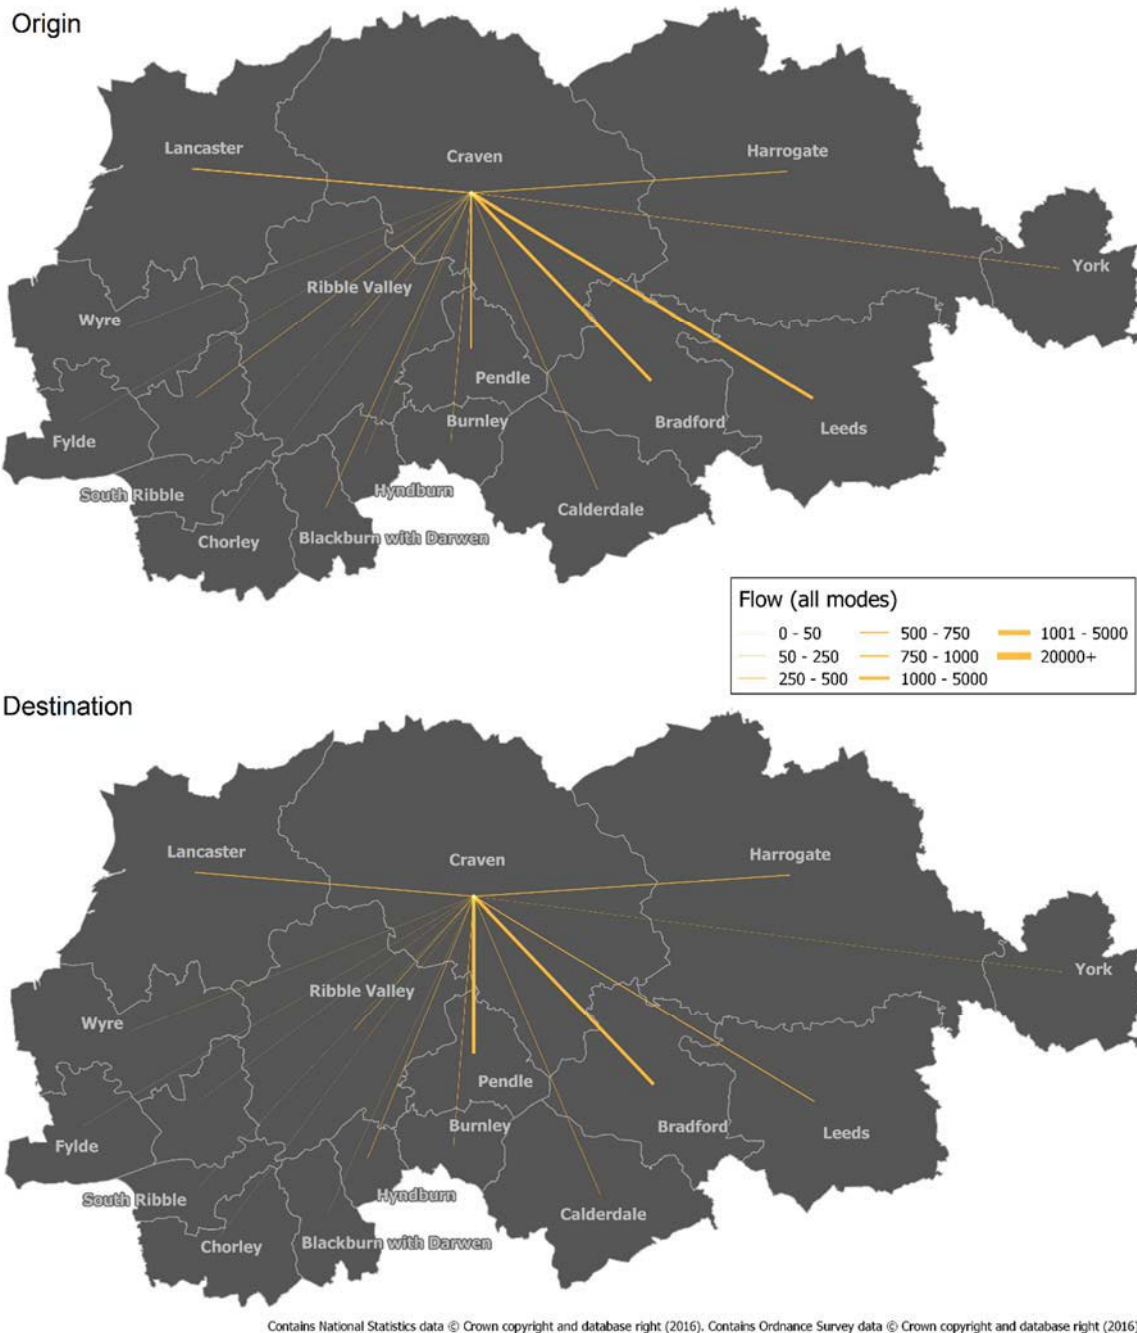 Origin
Lancaster
Craven
Harrogate
York
Ribble Valley
Wyre
Pendle
Burnley
Bradford
Leeds
Fylde
South Ribble
Hyndburn
Calderdale
Chorley
Blackburn with Darwen
Flow (all modes)
0 - 50 500 - 750 1001 - 5000
50 - 250 750 - 1000 20000+
250 - 500 1000 - 5000
Destination
Lancaster
Craven
Harrogate
York
Ribble Valley
Wyre
Pendle
Burnley
Bradford
Leeds
Fylde
South Ribble
Hyndburn
Calderdale
Chorley
Blackburn with Darwen
Contains National Statistics data © Crown copyright and database right (2016). Contains Ordnance Survey data © Crown copyright and database right (2016